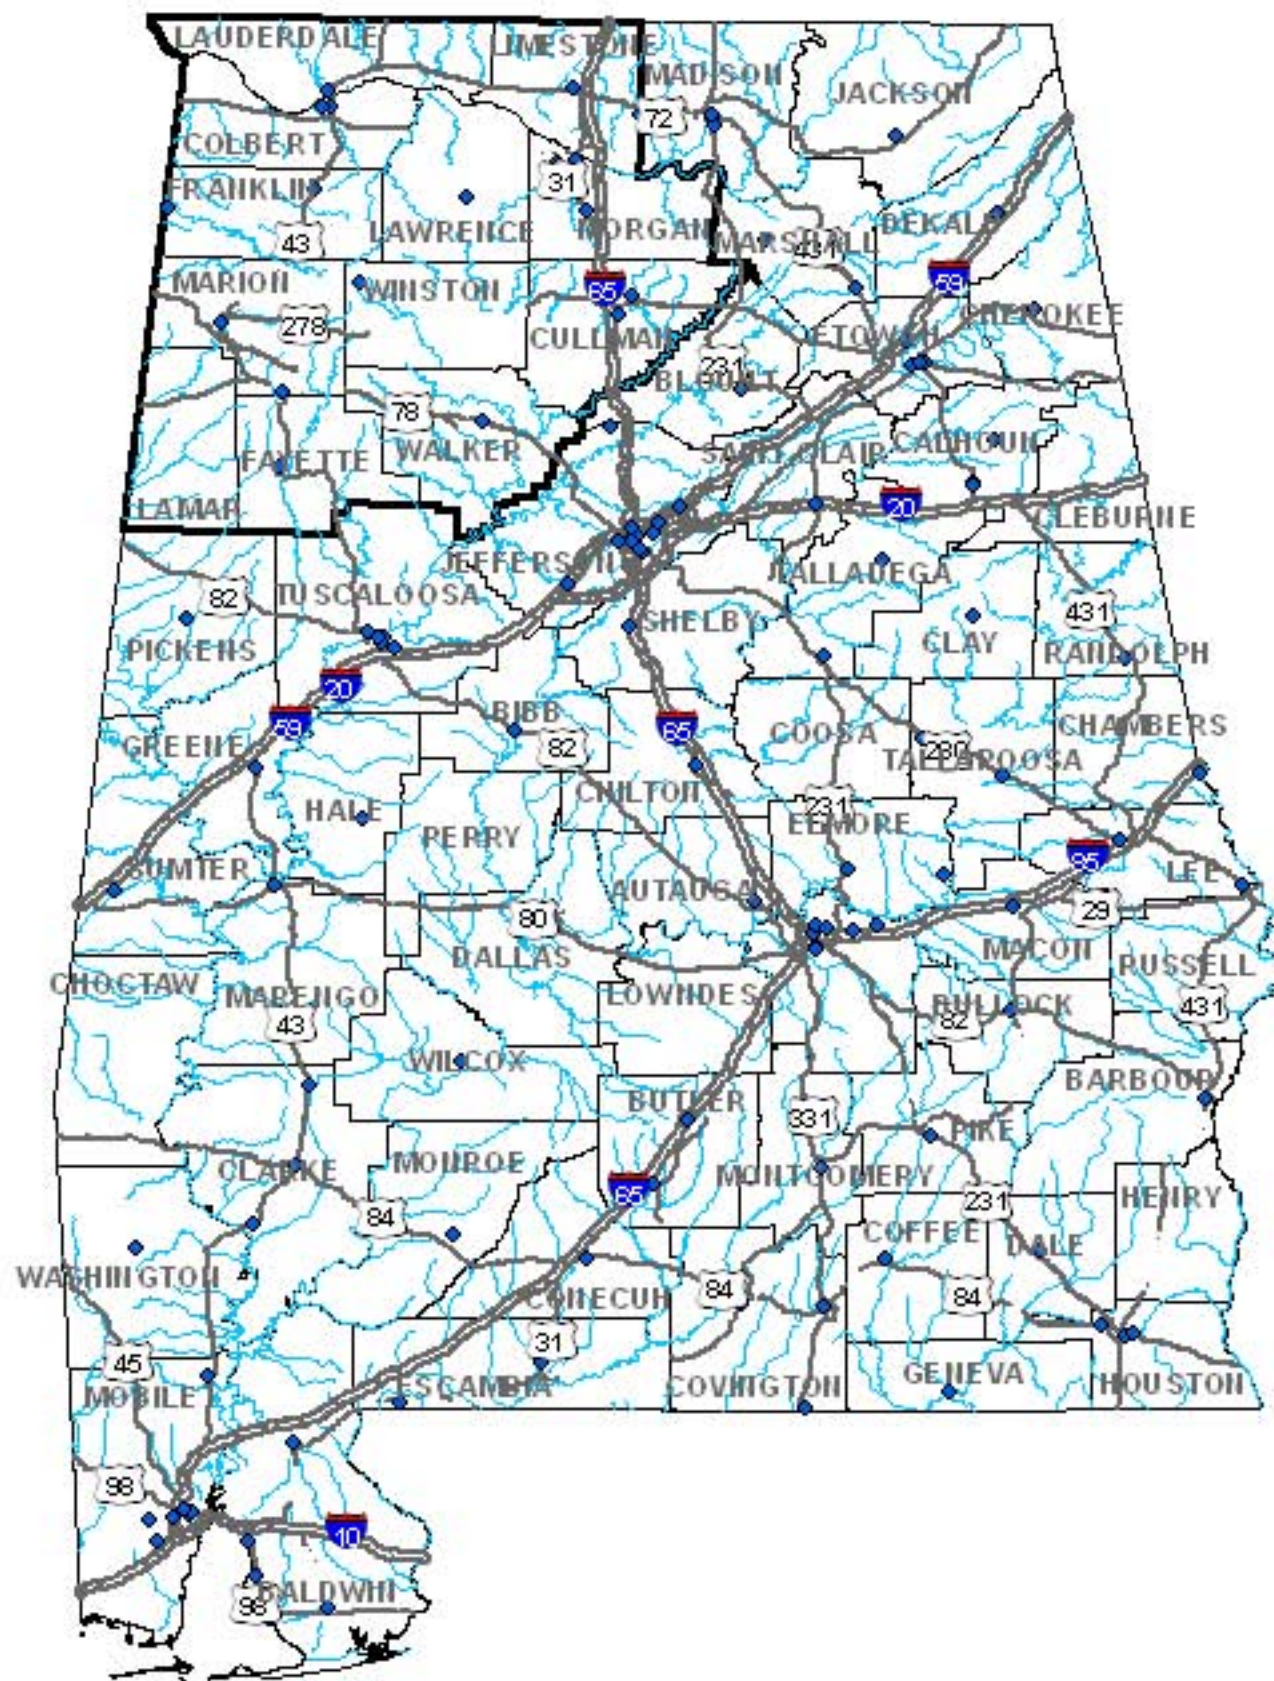 LAUDERDALE
LIMESTONE
MADISON
JACKSON
72
COLBERT
31
FRANKLIN
43
LAWRENCE
MORGAN
MARSHALL
431
DEKALB
MARION
WINSTON
65
59
278
CULLMAN
ETOWAH
CHEROKEE
231
BLOUNT
78
WALKER
FAYETTE
SAINT CLAIR
CALHOUN
LAMAR
20
CLEBURNE
JEFFERSON
TALLADEGA
82
TUSCALOOSA
SHELBY
431
PICKENS
CLAY
RANDOLPH
20
59
BIBB
65
COOSA
CHAMBERS
GREENE
82
280
TALLAPOOSA
HALE
CHILTON
231
PERRY
ELMORE
85
SUMTER
AUTAUGA
LEE
80
29
DALLAS
MACON
RUSSELL
CHOCTAW
MARENGO
LOWNDES
BULLOCK
43
82
431
WILCOX
BARBOUR
BUTLER
331
PIKE
CLARKE
MONROE
65
MONTGOMERY
HENRY
84
231
COFFEE
DALE
WASHINGTON
84
84
CONECUH
31
45
MOBILE
ESCAMBIA
COVINGTON
GENEVA
HOUSTON
98
10
98
BALDWIN